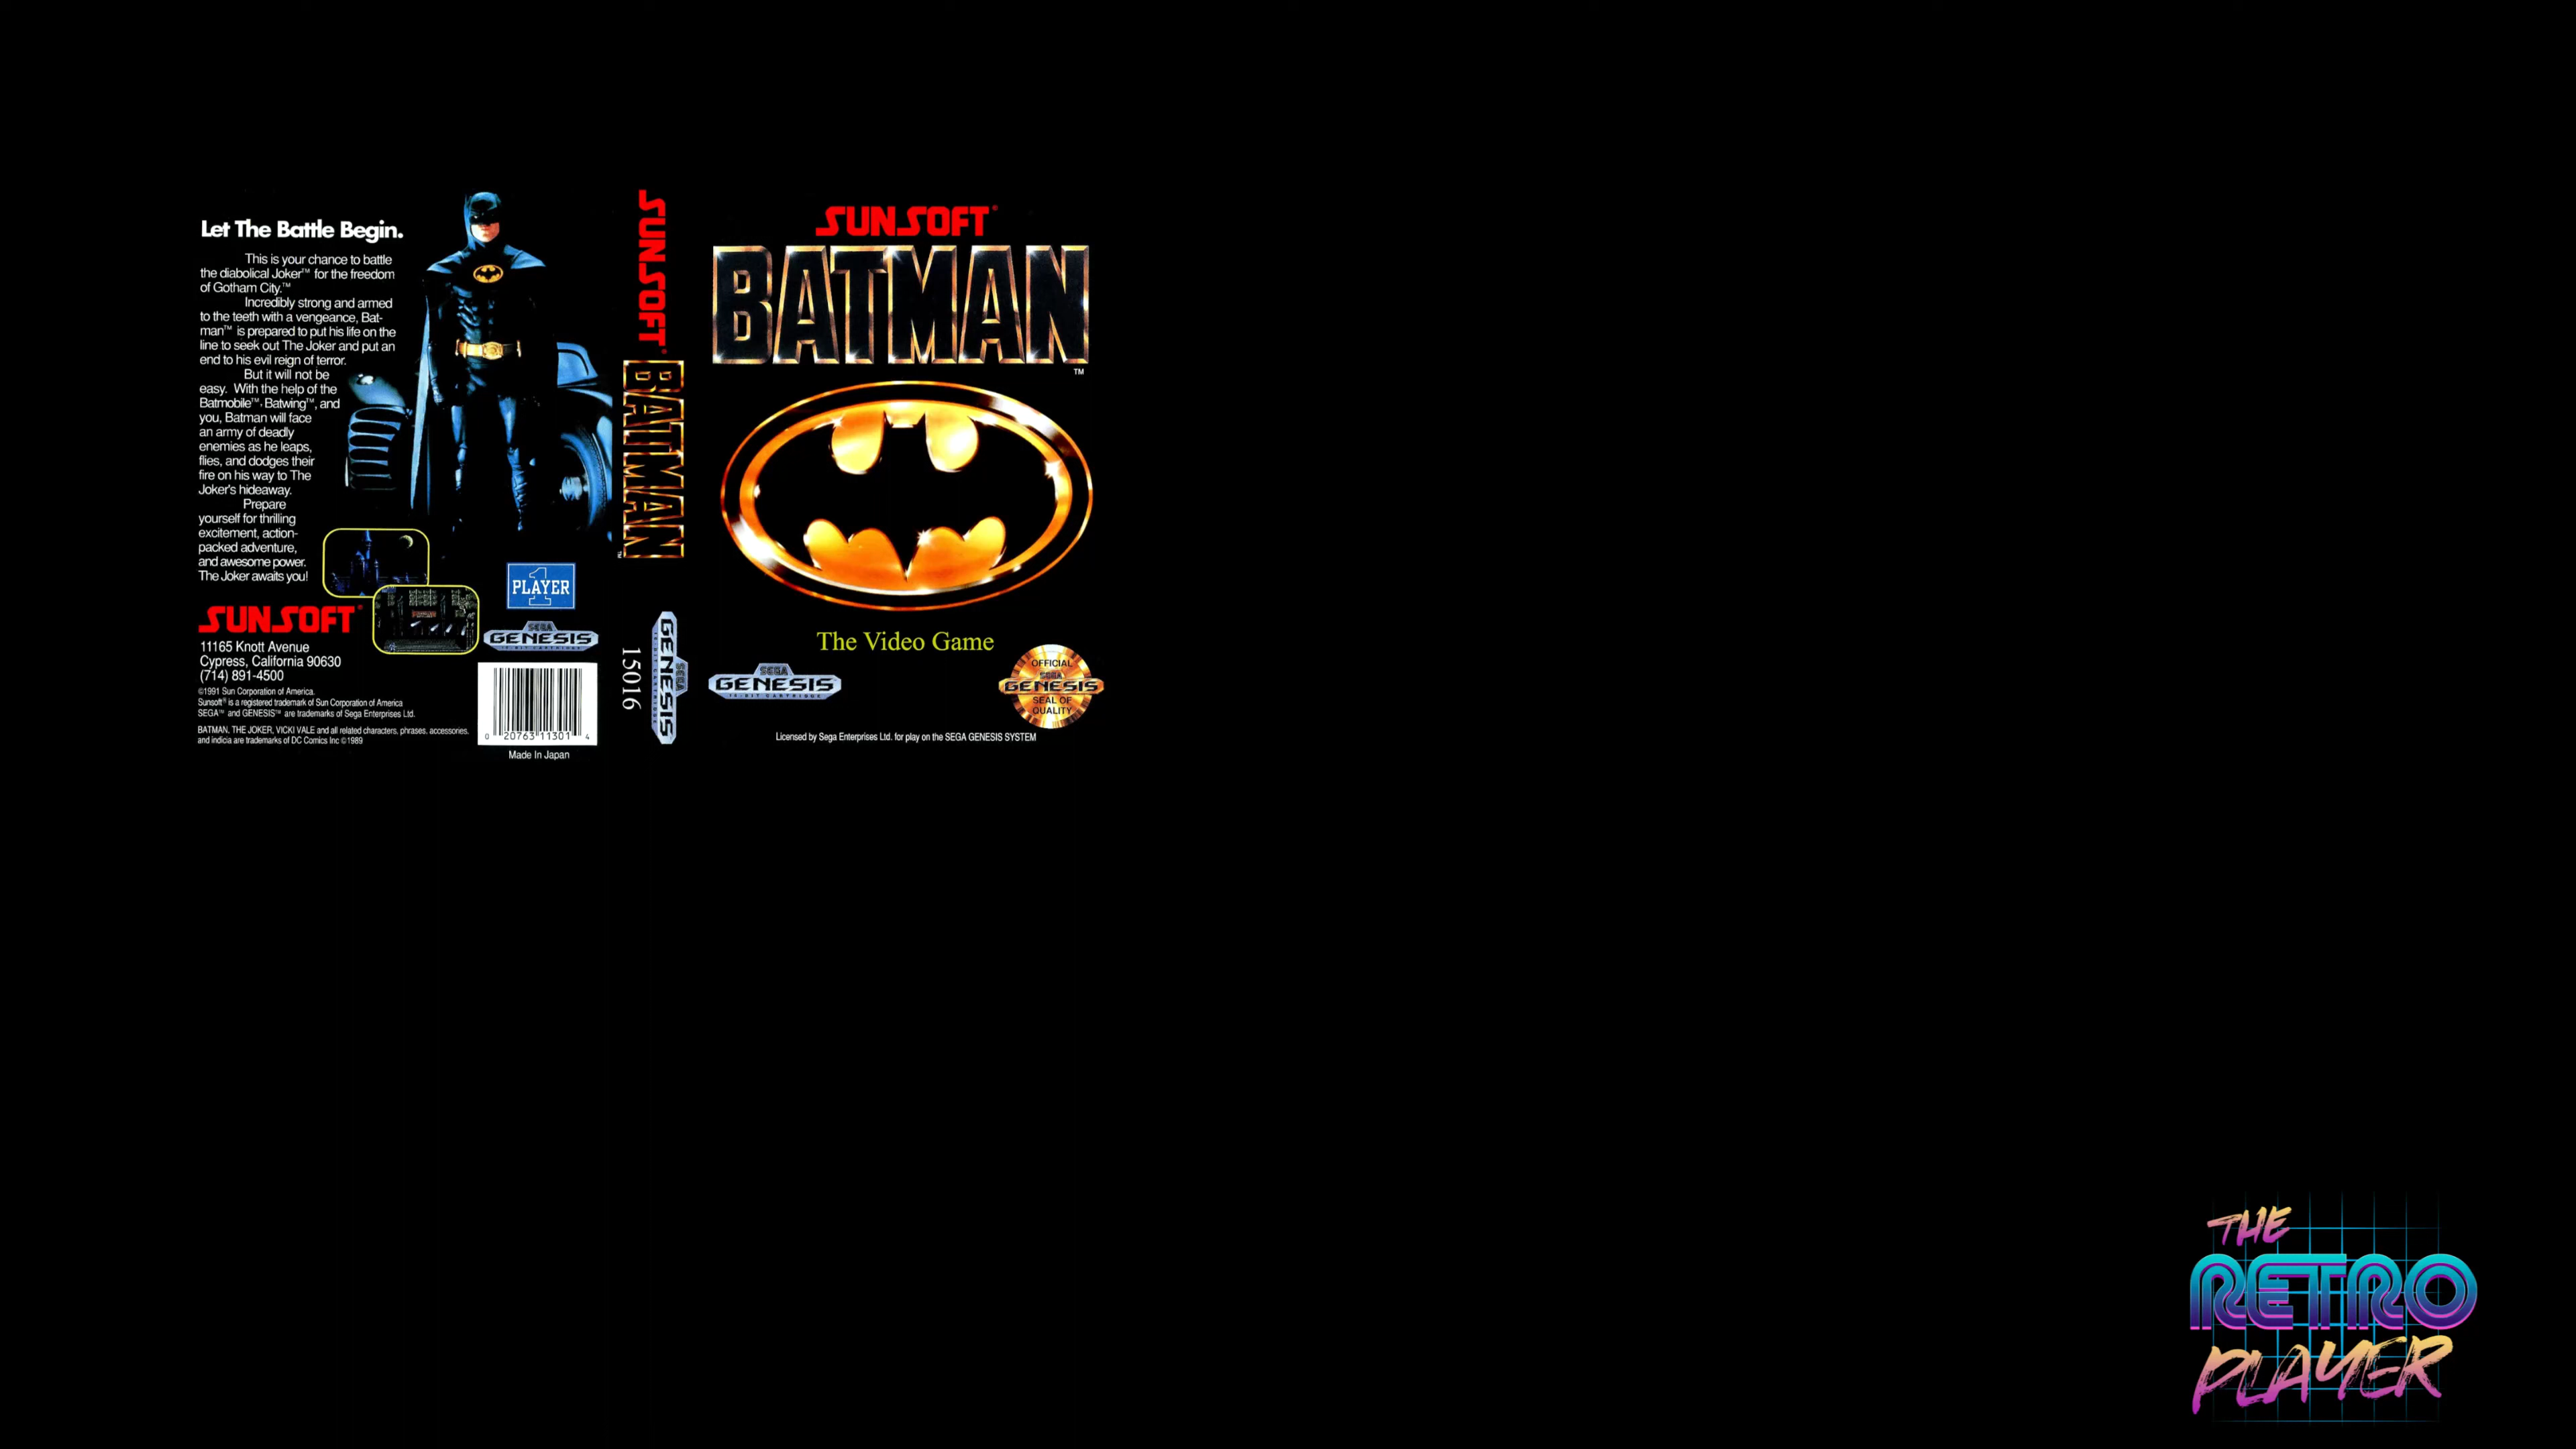 Let The Battle Begin.
This is your chance to battle
the diabolical Joker™ for the freedom
of Gotham City.™
Incredibly strong and armed
to the teeth with a vengeance, Bat-
man™ is prepared to put his life on the
line to seek out The Joker and put an
end to his evil reign of terror.
But it will not be
easy. With the help of the
Batmobile™, Batwing™, and
you, Batman will face
an army of deadly
enemies as he leaps,
flies, and dodges their
fire on his way to The
Joker's hideaway.
Prepare
yourself for thrilling
excitement, action-
packed adventure,
and awesome power.
The Joker awaits you!
SUNSOFT®
11165 Knott Avenue
Cypress, California 90630
(714) 891-4500
©1991 Sun Corporation of America.
Sunsoft® is a registered trademark of Sun Corporation of America
SEGA™ and GENESIS™ are trademarks of Sega Enterprises Ltd.
BATMAN, THE JOKER, VICKI VALE and all related characters, phrases, accessories,
and indicia are trademarks of DC Comics Inc ©1989
1
PLAYER
SEGA
GENESIS
0 20763 11301 4
Made In Japan
SUNSOFT®
BATMAN™
SEGA
GENESIS
16-BIT CARTRIDGE
15016
SUNSOFT®
BATMAN
™
The Video Game
SEGA
GENESIS
16-BIT CARTRIDGE
OFFICIAL
SEGA
GENESIS
SEAL OF
QUALITY
Licensed by Sega Enterprises Ltd. for play on the SEGA GENESIS SYSTEM
THE
RETRO
PLAYER